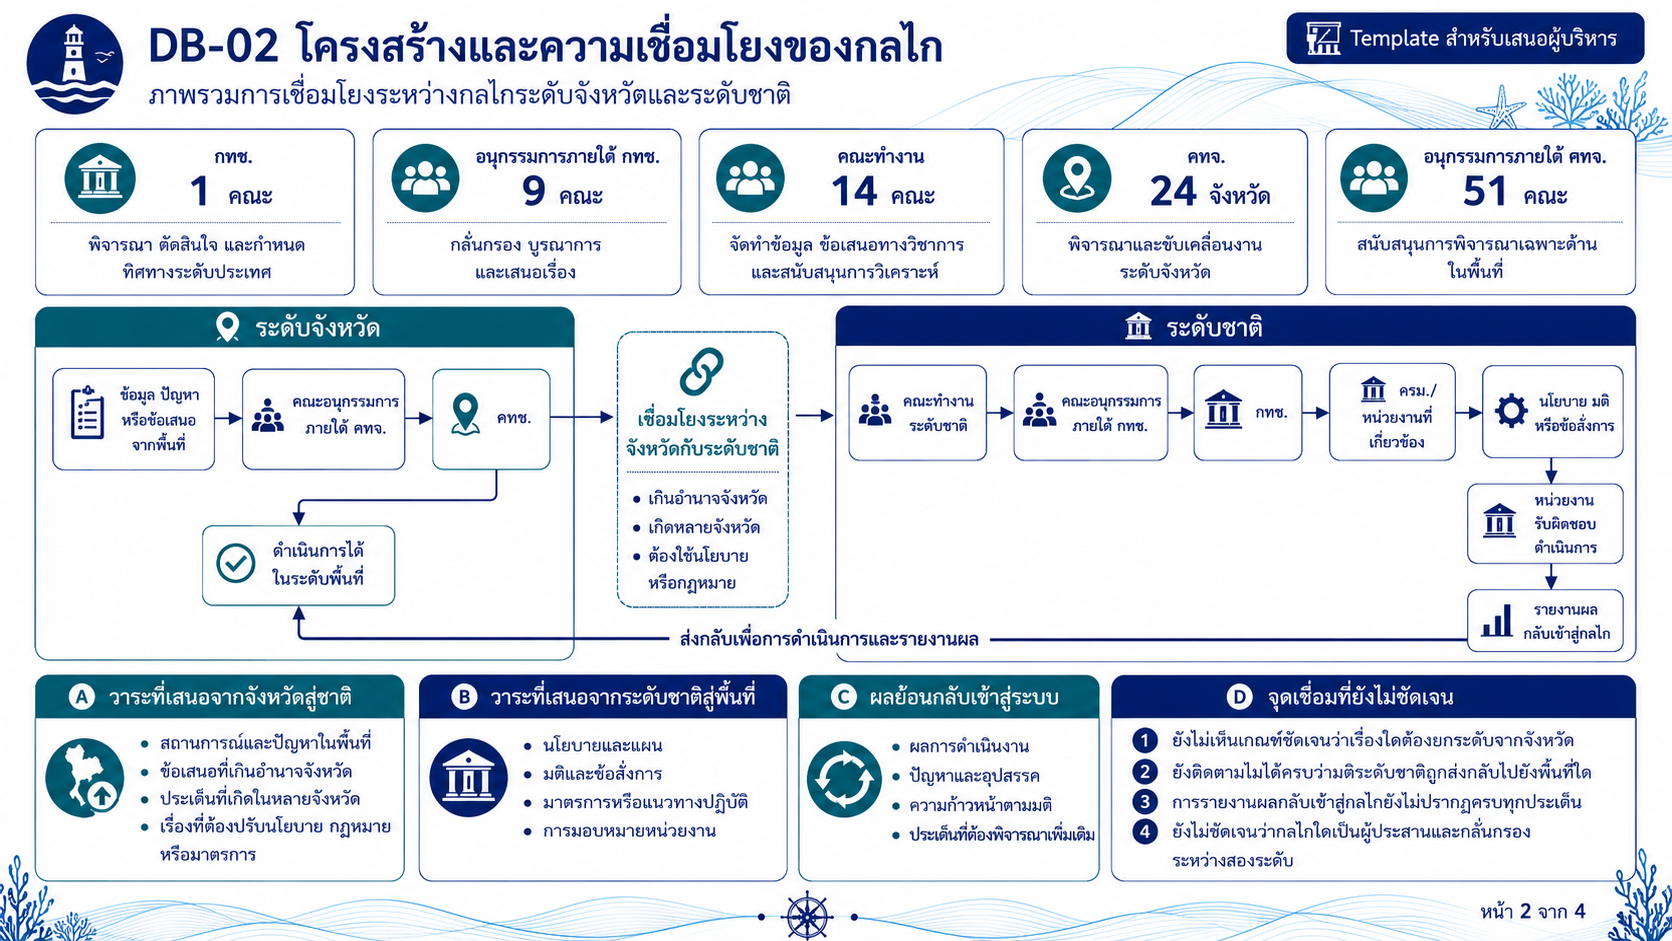 DB-02 โครงสร้างและความเชื่อมโยงของกลไก
ภาพรวมการเชื่อมโยงระหว่างกลไกระดับจังหวัตและระดับชาติ
Template สำหรับเสนอผู้บริหาร
กทช.
1 คณะ
พิจารณา ตัดสินใจ และกำหนด
ทิศทางระดับประเทศ
อนุกรรมการภายใต้ กทช.
9 คณะ
กลั่นกรอง บูรณาการ
และเสนอเรื่อง
คณะทำงาน
14 คณะ
จัดทำข้อมูล ข้อเสนอทางวิชาการ
และสนับสนุนการวิเคราะห์
คทจ.
24 จังหวัด
พิจารณาและขับเคลื่อนงาน
ระดับจังหวัด
อนุกรรมการภายใต้ ศทจ.
51 คณะ
สนับสนุนการพิจารณาเฉพาะด้าน
ในพื้นที่
ระดับจังหวัด
ข้อมูล ปัญหา
หรือข้อเสนอ
จากพื้นที่
คณะอนุกรรมการ
ภายใต้ คทจ.
คทช.
ดำเนินการได้
ในระดับพื้นที่
เชื่อมโยงระหว่าง
จังหวัดกับระดับชาติ
• เกินอำนาจจังหวัด
• เกิดหลายจังหวัด
• ต้องใช้นโยบาย
หรือกฎหมาย
ระดับชาติ
คณะทำงาน
ระดับชาติ
คณะอนุกรรมการ
ภายใต้ กทช.
กทช.
ครม./
หน่วยงานที่
เกี่ยวข้อง
นโยบาย มติ
หรือข้อสั่งการ
หน่วยงาน
รับผิดชอบ
ดำเนินการ
รายงานผล
กลับเข้าสู่กลไก
ส่งกลับเพื่อการดำเนินการและรายงานผล
A วาระที่เสนอจากจังหวัดสู่ชาติ
• สถานการณ์และปัญหาในพื้นที่
• ข้อเสนอที่เกินอำนาจจังหวัด
• ประเด็นที่เกิดในหลายจังหวัด
• เรื่องที่ต้องปรับนโยบาย กฎหมาย
หรือมาตรการ
B วาระที่เสนอจากระดับชาติสู่พื้นที่
• นโยบายและแผน
• มติและข้อสั่งการ
• มาตรการหรือแนวทางปฏิบัติ
• การมอบหมายหน่วยงาน
C ผลย้อนกลับเข้าสู่ระบบ
• ผลการดำเนินงาน
• ปัญหาและอุปสรรค
• ความก้าวหน้าตามมติ
• ประเด็นที่ต้องพิจารณาเพิ่มเติม
D จุดเชื่อมที่ยังไม่ชัดเจน
1 ยังไม่เห็นเกณฑ์ชัดเจนว่าเรื่องใดต้องยกระดับจากจังหวัด
2 ยังติดตามไมได้ครบว่ามติระดับชาติถูกส่งกลับไปยังพื้นที่ใด
3 การรายงานผลกลับเข้าสู่กลไกยังไม่ปรากฏครบทุกประเด็น
4 ยังไม่ชัดเจนว่ากลไกใดเป็นผู้ประสานและกลั่นกรอง
ระหว่างสองระดับ
หน้า 2 จาก 4